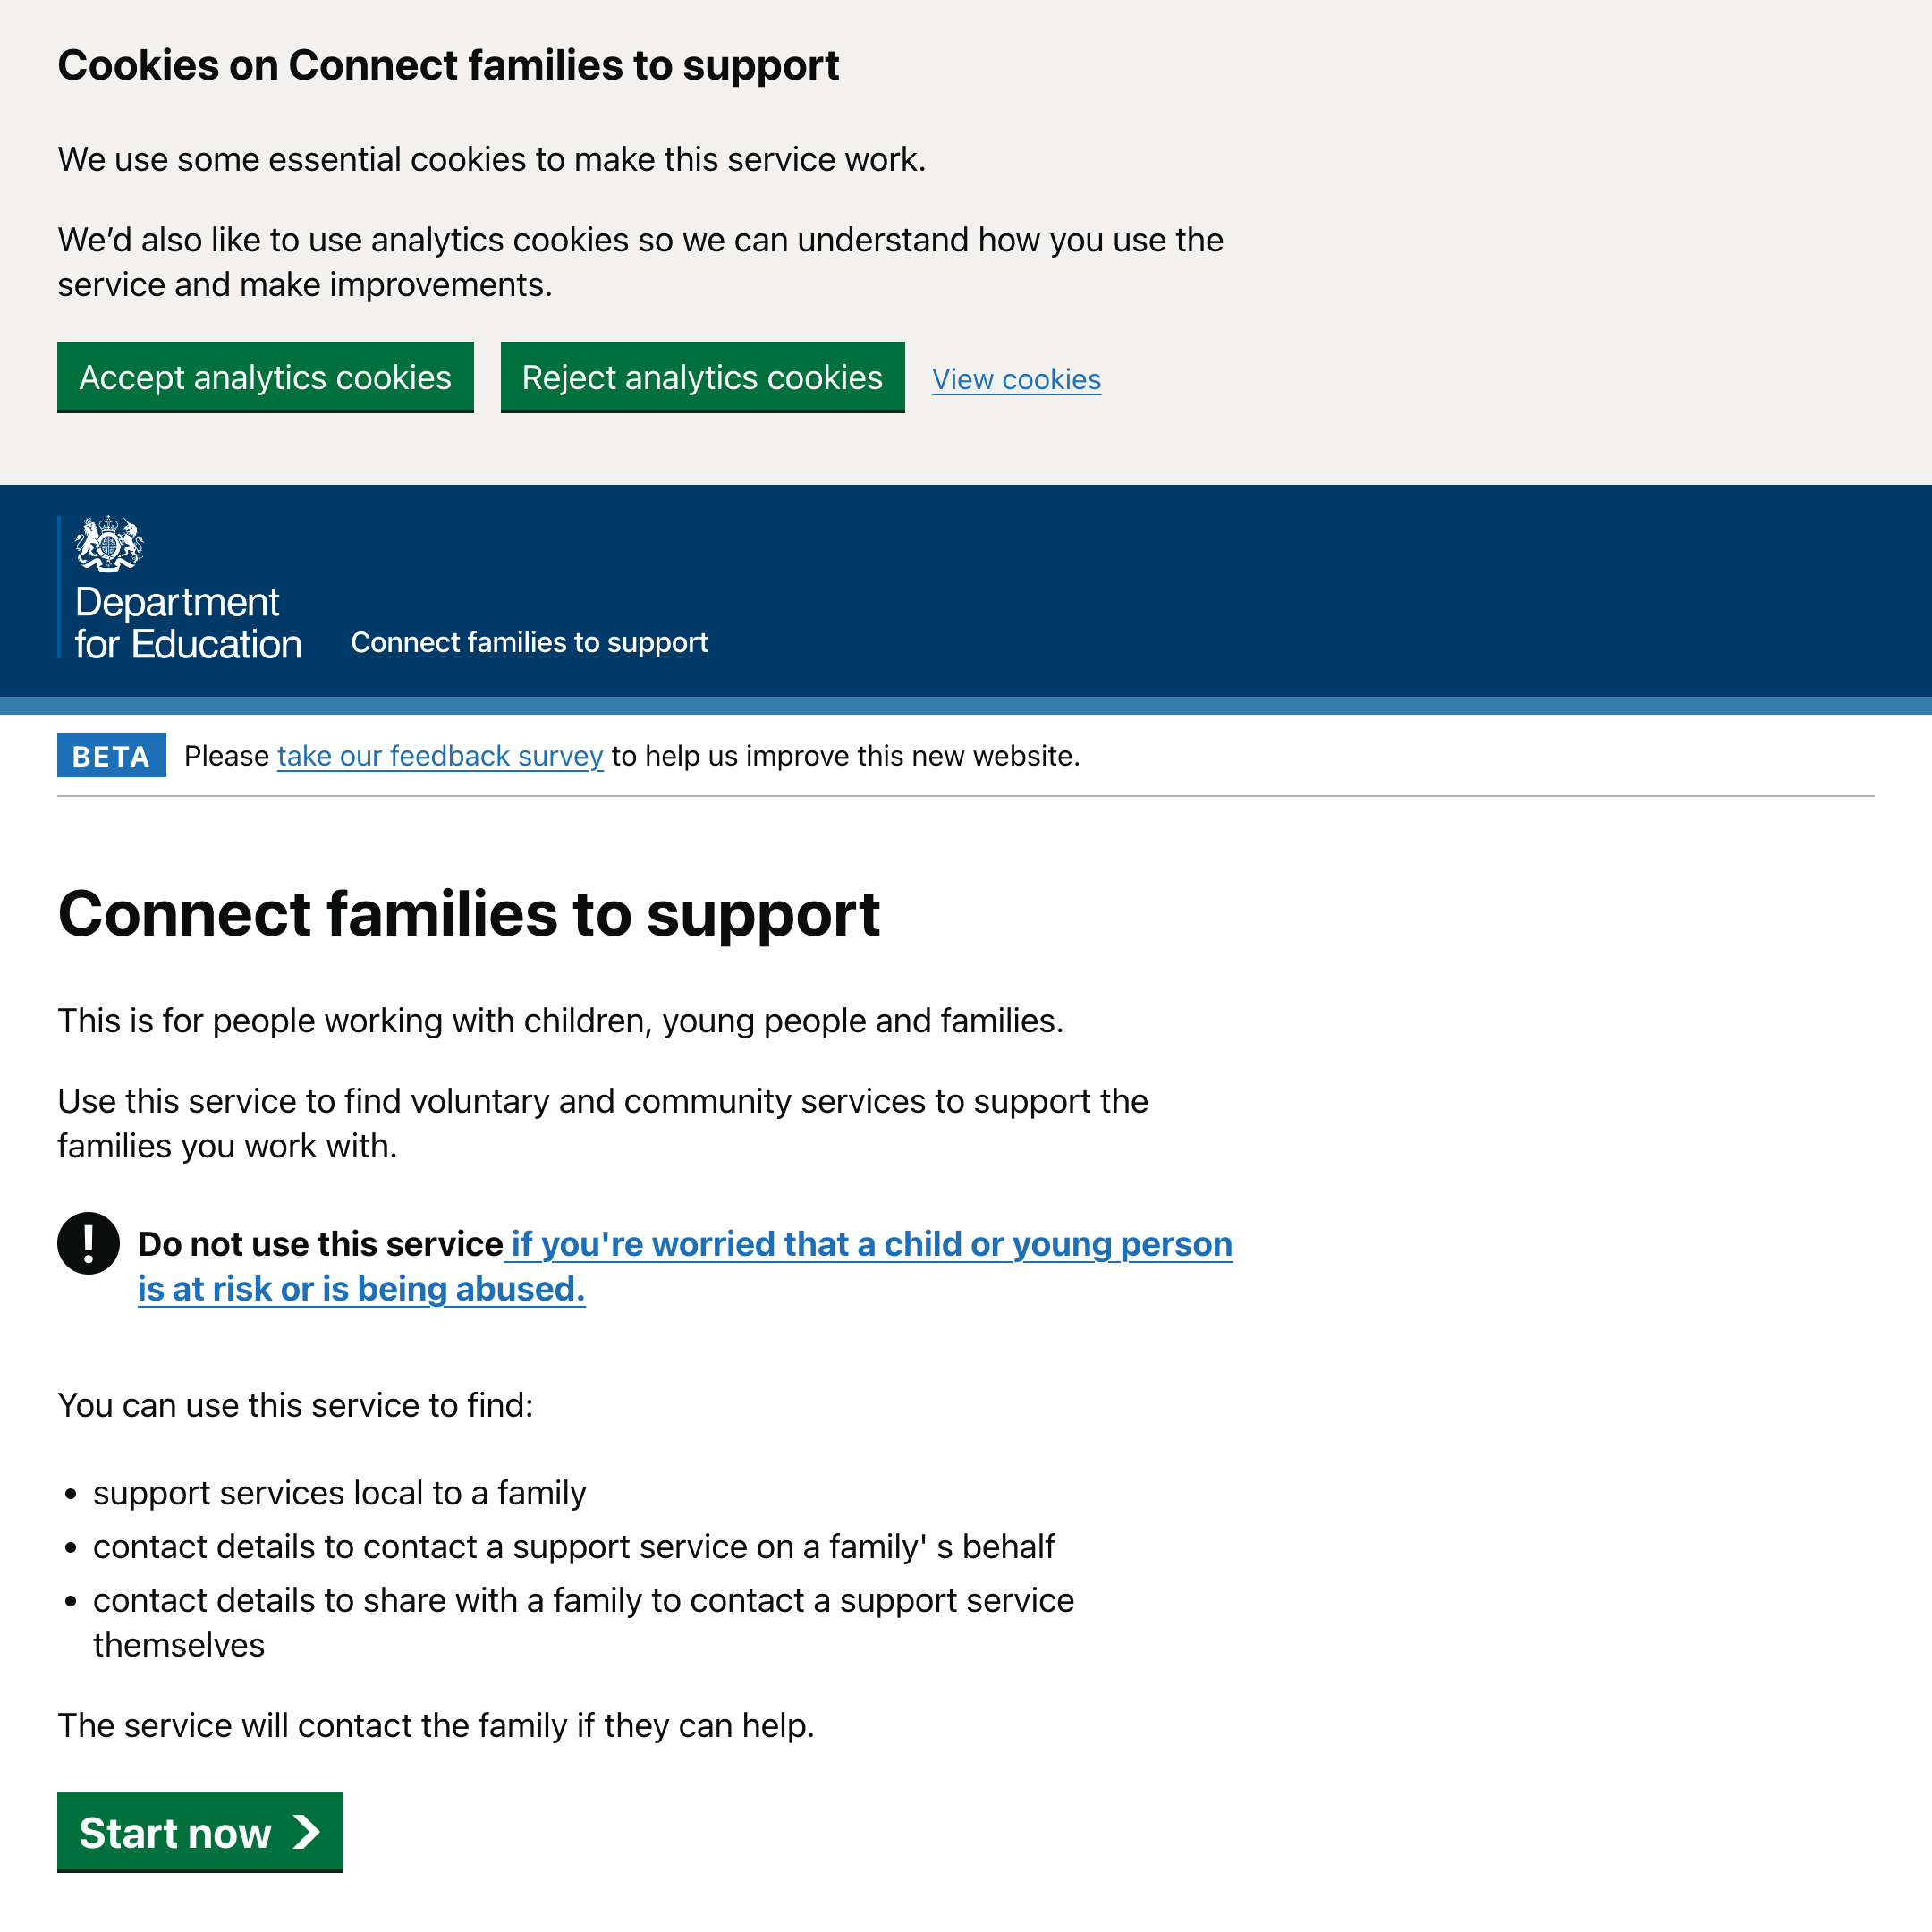 Cookies on Connect families to support
We use some essential cookies to make this service work.
We’d also like to use analytics cookies so we can understand how you use the
service and make improvements.
Accept analytics cookies Reject analytics cookies View cookies
Department
for Education Connect families to support
BETA Please take our feedback survey to help us improve this new website.
Connect families to support
This is for people working with children, young people and families.
Use this service to find voluntary and community services to support the
families you work with.
! Do not use this service if you're worried that a child or young person
is at risk or is being abused.
You can use this service to find:
• support services local to a family
• contact details to contact a support service on a family' s behalf
• contact details to share with a family to contact a support service
themselves
The service will contact the family if they can help.
Start now